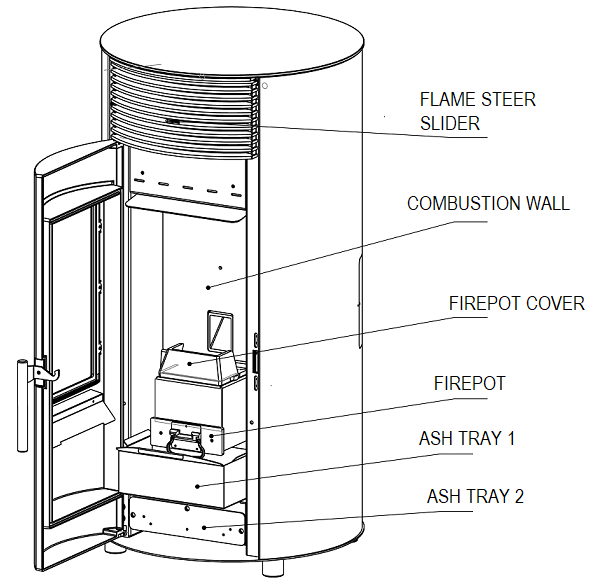 FLAME STEER
SLIDER
COMBUSTION WALL
FIREPOT COVER
FIREPOT
ASH TRAY 1
ASH TRAY 2